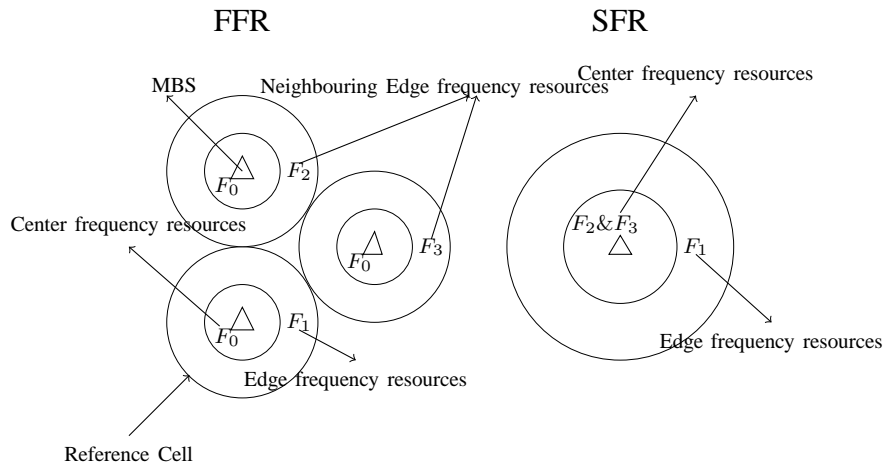 FFR
SFR
MBS
Neighbouring Edge frequency resources
Center frequency resources
F2
F0
F2&F3
Center frequency resources
F3
F0
F1
F1
F0
Edge frequency resources
Edge frequency resources
Reference Cell